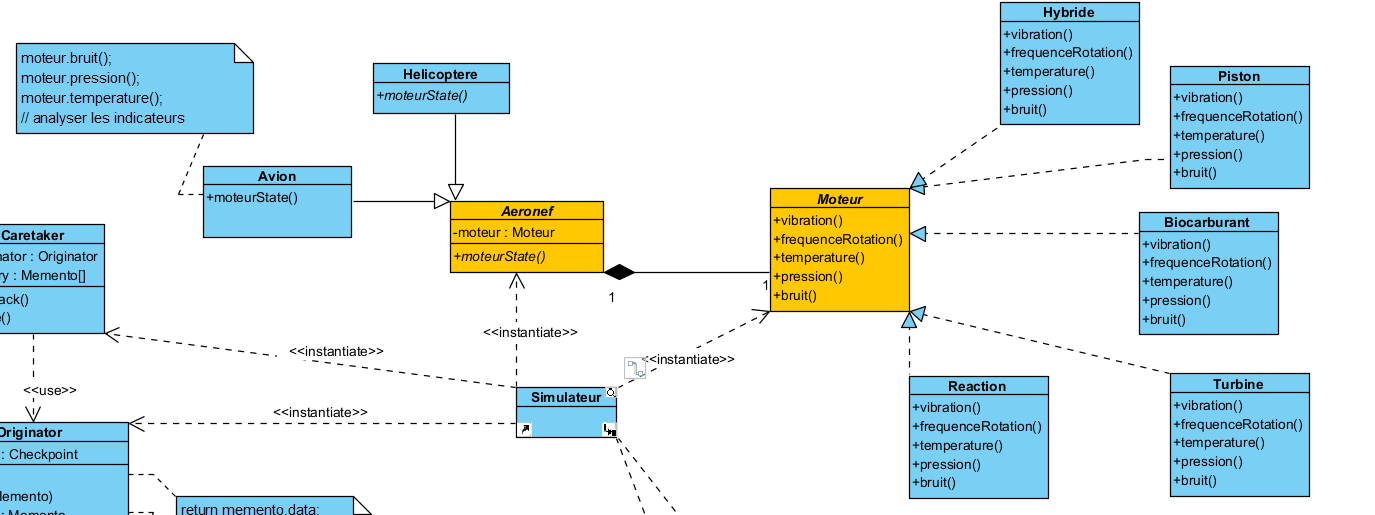 Hybride
+vibration()
+frequenceRotation()
+temperature()
+pression()
+bruit()
moteur.bruit();
moteur.pression();
moteur.temperature();
// analyser les indicateurs
Helicoptere
+moteurState()
Piston
+vibration()
+frequenceRotation()
+temperature()
+pression()
+bruit()
Avion
+moteurState()
Aeronef
-moteur : Moteur
+moteurState()
1
1
Moteur
+vibration()
+frequenceRotation()
+temperature()
+pression()
+bruit()
Biocarburant
+vibration()
+frequenceRotation()
+temperature()
+pression()
+bruit()
Caretaker
nator : Originator
ry : Memento[]
ack()
e()
<<instantiate>>
<<instantiate>>
<<instantiate>>
<<use>>
<<instantiate>>
Simulateur
Reaction
+vibration()
+frequenceRotation()
+temperature()
+pression()
+bruit()
Turbine
+vibration()
+frequenceRotation()
+temperature()
+pression()
+bruit()
Originator
: Checkpoint
Memento)
: Memento
return memento.data;